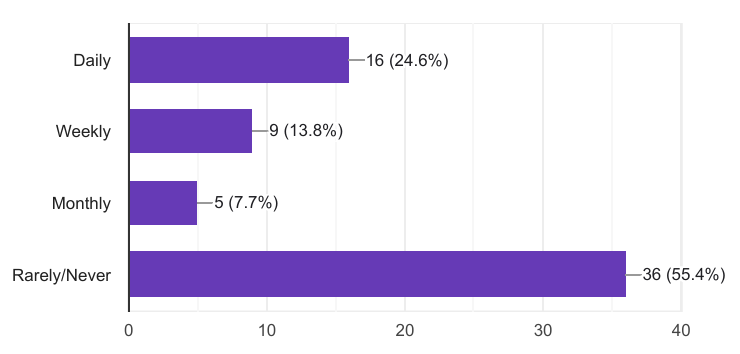 Daily
16 (24.6%)
Weekly
9 (13.8%)
Monthly
5 (7.7%)
Rarely/Never
36 (55.4%)
0 10 20 30 40